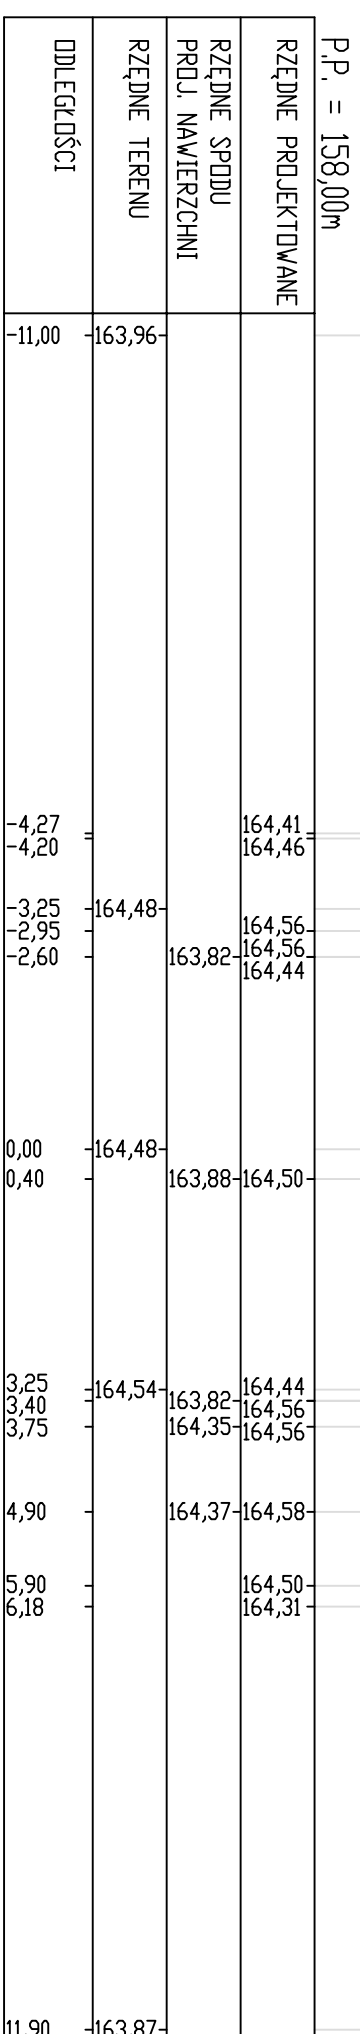 P.P. = 158,00m
RZĘDNE PROJEKTOWANE
RZĘDNE SPODU
PROJ. NAWIERZCHNI
RZĘDNE TERENU
ODLEGŁOŚCI
-11,00 163,96
-4,27 164,41
-4,20 164,46
-3,25 164,48
-2,95 164,56
164,56
-2,60 163,82 164,44
0,00 164,48
0,40 163,88 164,50
3,25 164,54 164,44
3,40 163,82 164,56
3,75 164,35 164,56
4,90 164,37 164,58
5,90 164,50
6,18 164,31
11,90 163,87